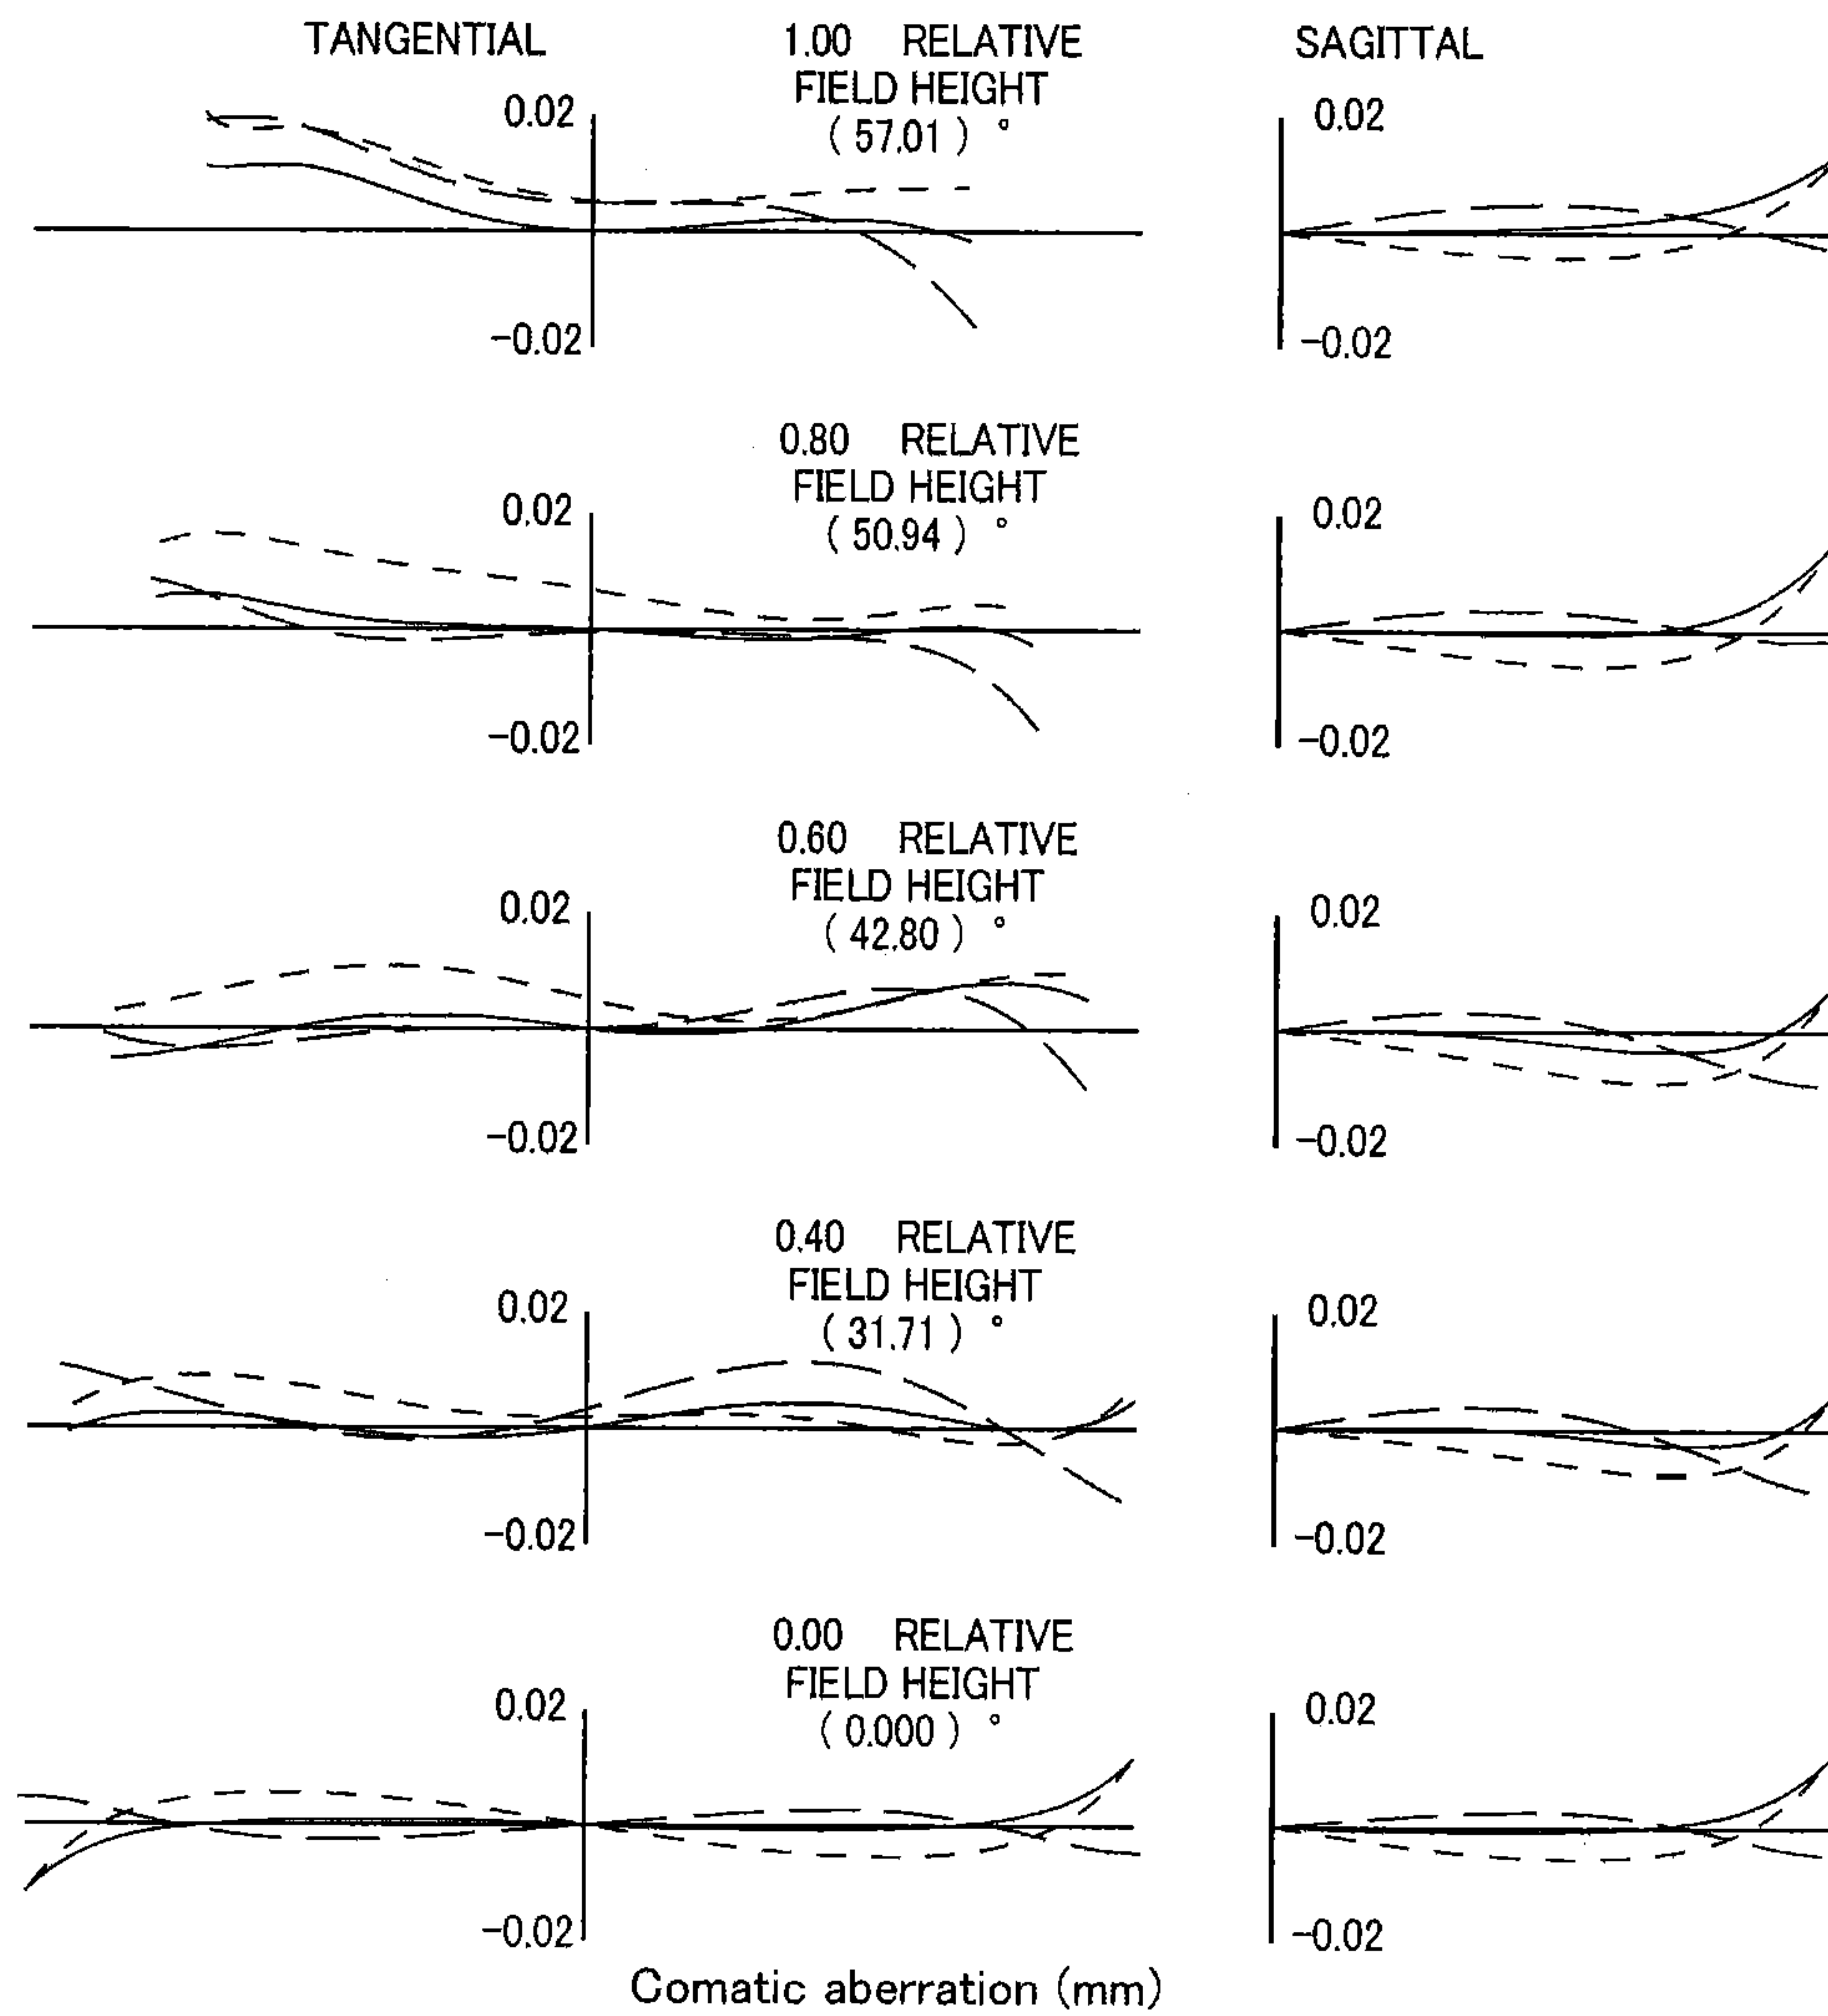 TANGENTIAL
1.00 RELATIVE
FIELD HEIGHT
( 57.01 ) °
SAGITTAL
0.02
-0.02
0.02
-0.02
0.80 RELATIVE
FIELD HEIGHT
( 50.94 ) °
0.02
-0.02
0.02
-0.02
0.60 RELATIVE
FIELD HEIGHT
( 42.80 ) °
0.02
-0.02
0.02
-0.02
0.40 RELATIVE
FIELD HEIGHT
( 31.71 ) °
0.02
-0.02
0.02
-0.02
0.00 RELATIVE
FIELD HEIGHT
( 0.000 ) °
0.02
-0.02
0.02
-0.02
Comatic aberration (mm)